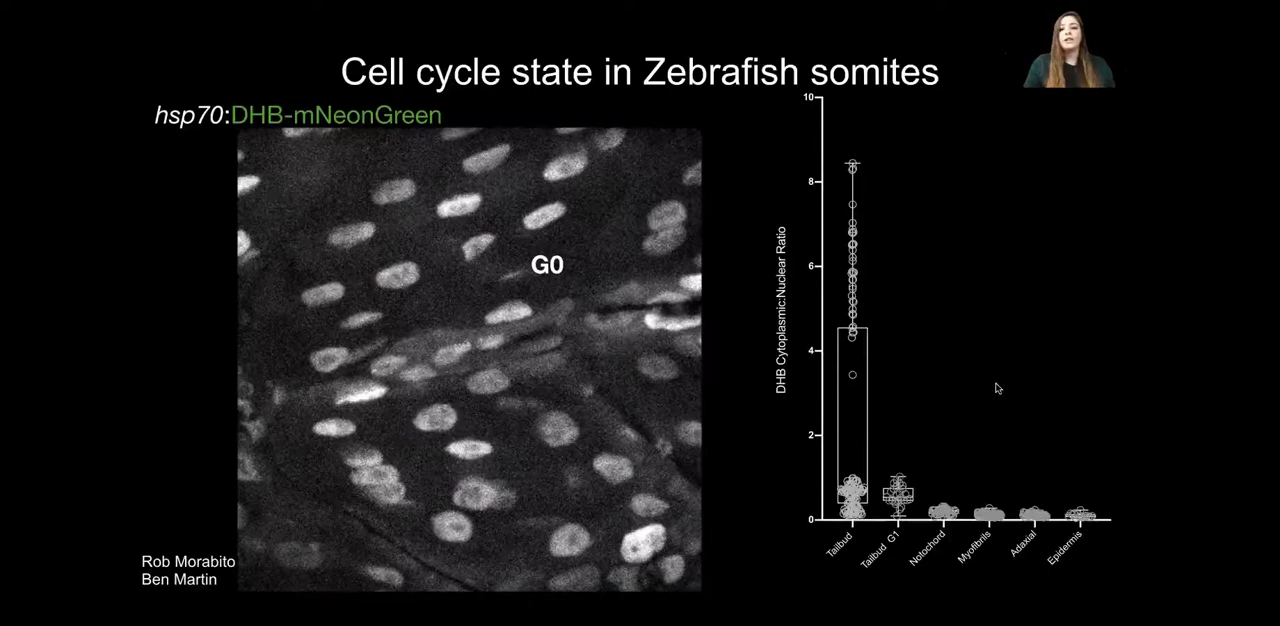 Cell cycle state in Zebrafish somites
hsp70:DHB-mNeonGreen
G0
Rob Morabito
Ben Martin
DHB Cytoplasmic:Nuclear Ratio
10
8
6
4
2
0
Tailbud
Tailbud G1
Notochord
Myofibrils
Adaxial
Epidermis